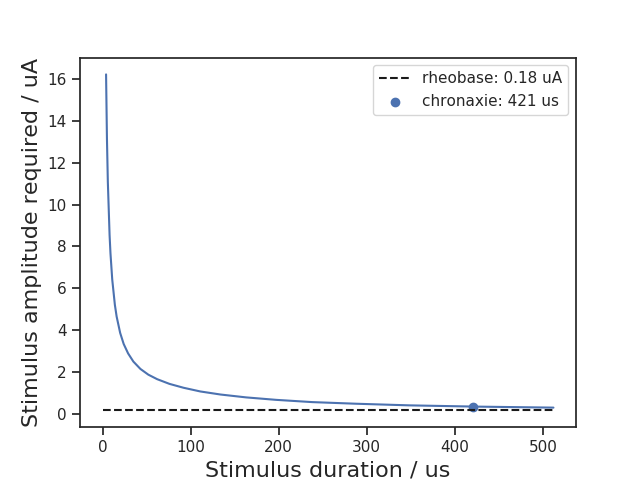 rheobase: 0.18 uA
chronaxie: 421 us
Stimulus amplitude required / uA
16
14
12
10
8
6
4
2
0
0 100 200 300 400 500
Stimulus duration / us